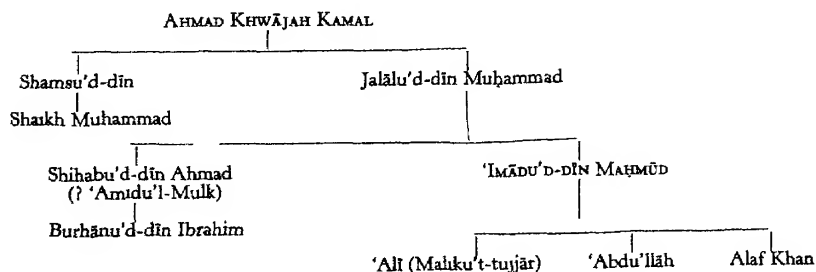 AHMAD KHWĀJAH KAMAL
Shamsu'd-dīn Jalālu'd-dīn Muḥammad
Shaikh Muhammad
Shihabu'd-dīn Ahmad 'IMĀDU'D-DĪN MAḤMŪD
(? 'Amidu'l-Mulk)
Burhānu'd-dīn Ibrahim
'Alī (Maliku't-tujjār) 'Abdu'llāh Alaf Khan